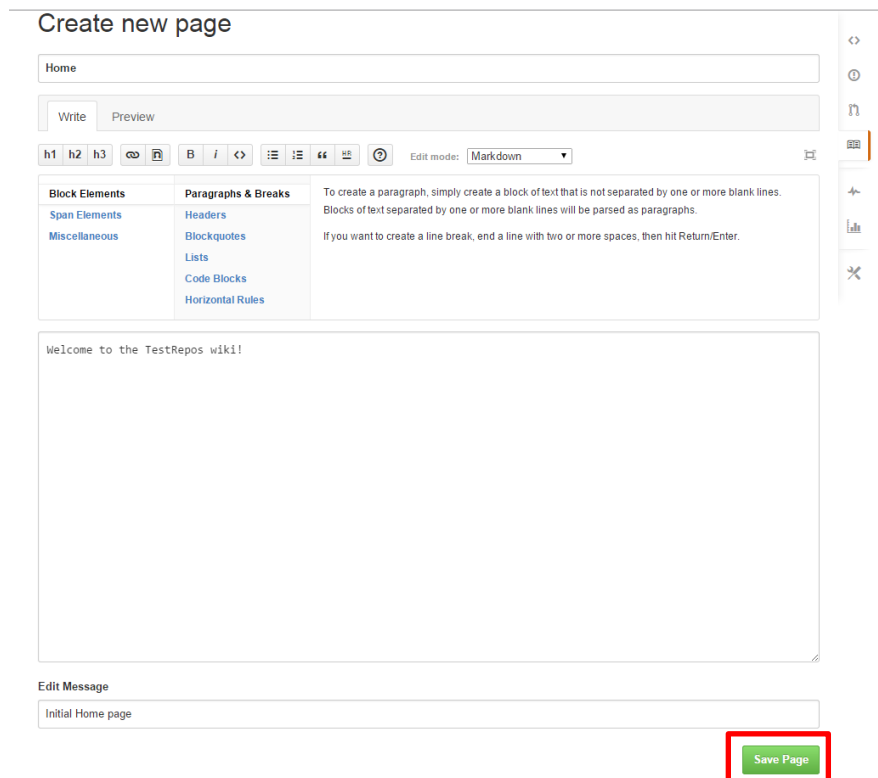 Create new page
Home
Write Preview
h1 h2 h3 B i <> “ HR ? Edit mode: Markdown
Block Elements
Span Elements
Miscellaneous
Paragraphs & Breaks
Headers
Blockquotes
Lists
Code Blocks
Horizontal Rules
To create a paragraph, simply create a block of text that is not separated by one or more blank lines.
Blocks of text separated by one or more blank lines will be parsed as paragraphs.
If you want to create a line break, end a line with two or more spaces, then hit Return/Enter.
Welcome to the TestRepos wiki!
Edit Message
Initial Home page
Save Page